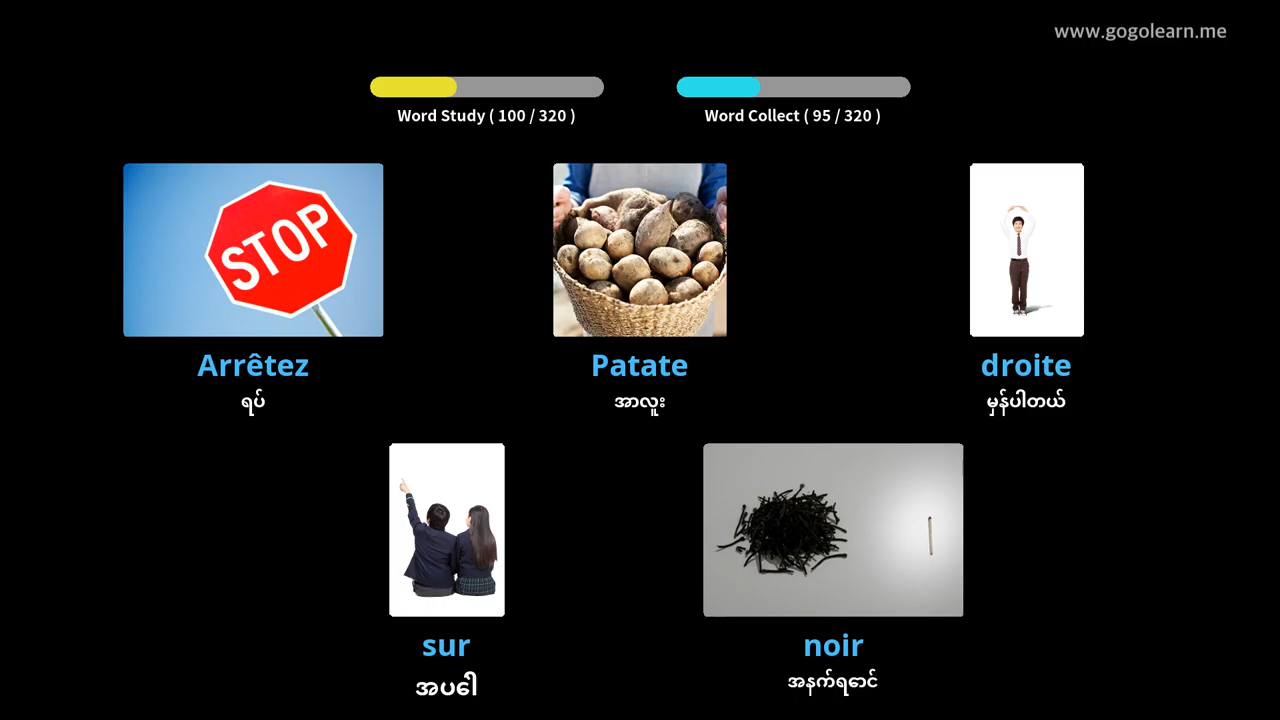 www.gogolearn.me
Word Study ( 100 / 320 )
Word Collect ( 95 / 320 )
STOP
Arrêtez
Patate
droite
ရပ်
အာလူး
မှန်ပါတယ်
sur
noir
အပေါ်
အနက်ရောင်